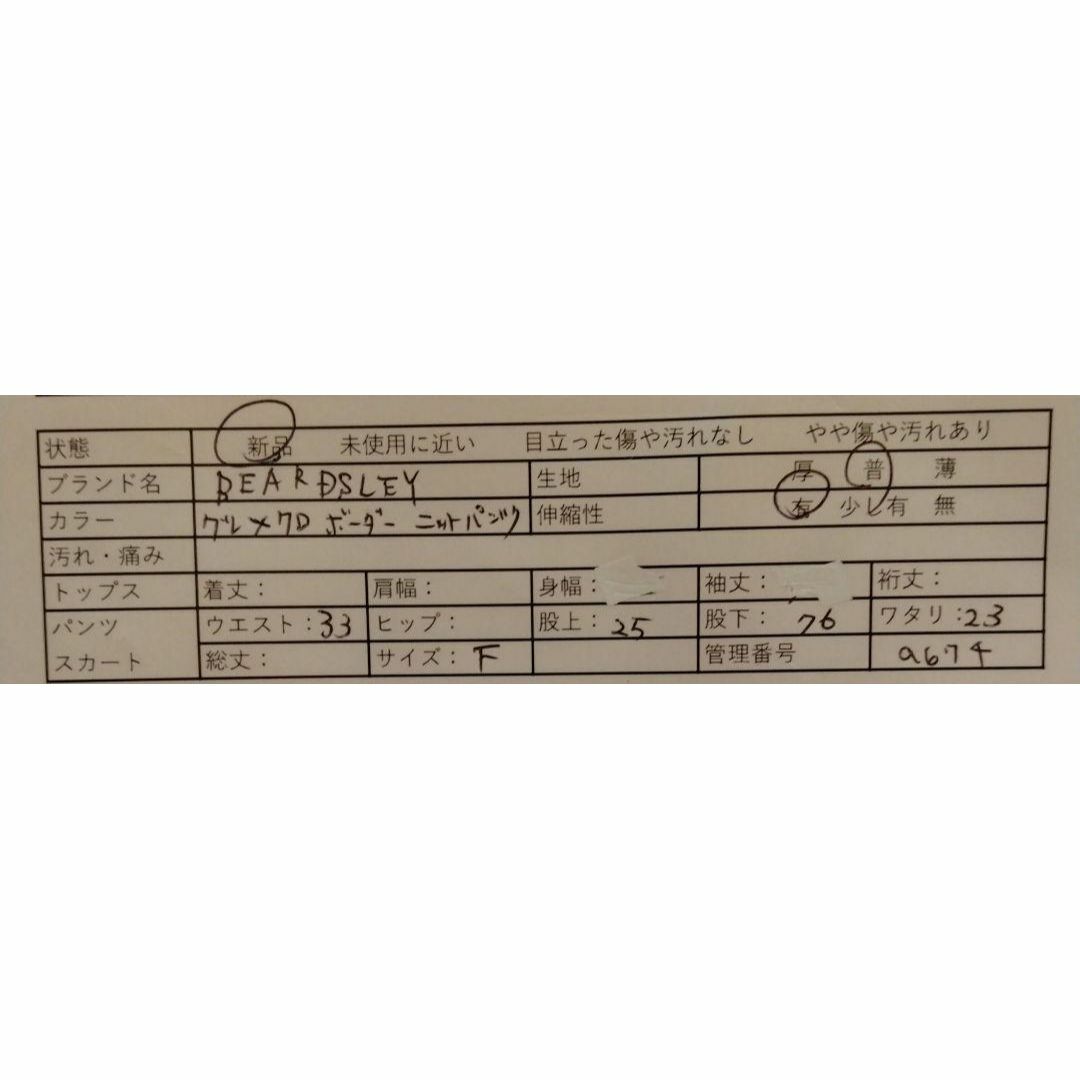 状態 新品 未使用に近い 目立った傷や汚れなし やや傷や汚れあり
ブランド名 BEARDSLEY 生地 厚 普 薄
カラー グレ×クロ ボーダー ニットパンツ 伸縮性 有 少し有 無
汚れ・痛み
トップス 着丈: 肩幅: 身幅: 袖丈: 裄丈:
パンツ ウエスト:33 ヒップ: 股上:25 股下:76 ワタリ:23
スカート 総丈: サイズ:F 管理番号 a674